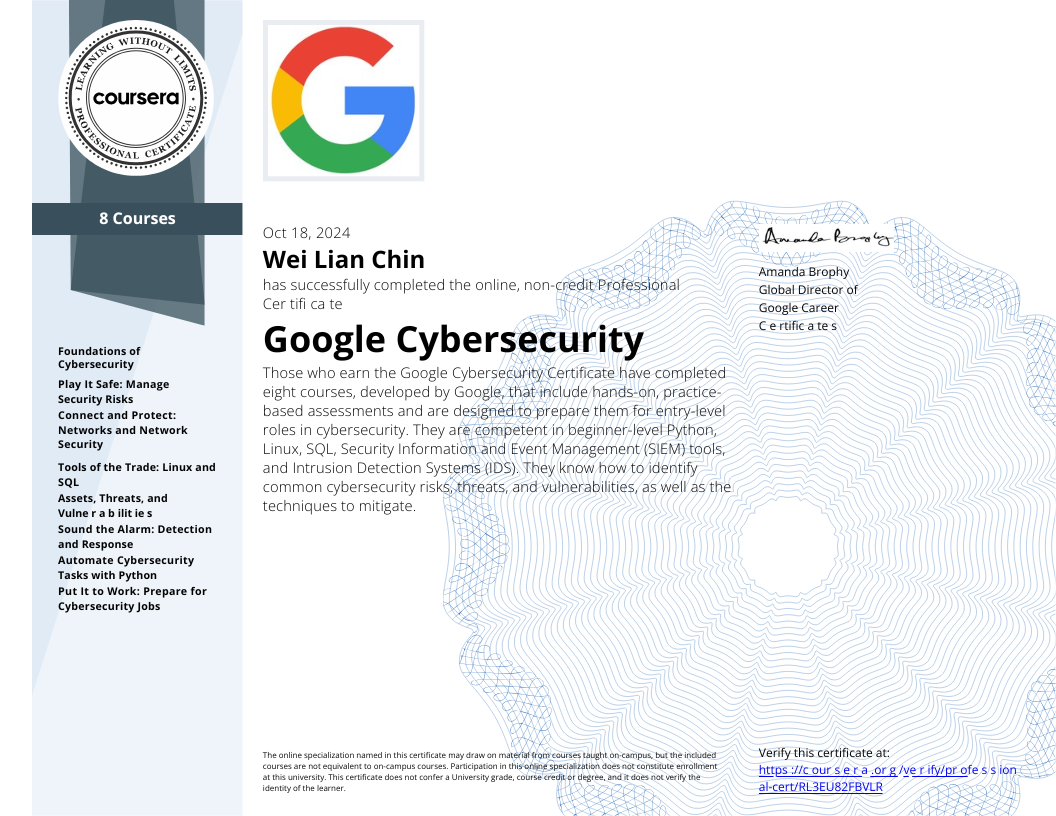 LEARNING WITHOUT LIMITS
coursera
PROFESSIONAL CERTIFICATE
8 Courses
Foundations of
Cybersecurity
Play It Safe: Manage
Security Risks
Connect and Protect:
Networks and Network
Security
Tools of the Trade: Linux and
SQL
Assets, Threats, and
Vulne r a b ilit ie s
Sound the Alarm: Detection
and Response
Automate Cybersecurity
Tasks with Python
Put It to Work: Prepare for
Cybersecurity Jobs
G
Oct 18, 2024
Wei Lian Chin
has successfully completed the online, non-credit Professional
Cer tifi ca te
Google Cybersecurity
Those who earn the Google Cybersecurity Certificate have completed
eight courses, developed by Google, that include hands-on, practice-
based assessments and are designed to prepare them for entry-level
roles in cybersecurity. They are competent in beginner-level Python,
Linux, SQL, Security Information and Event Management (SIEM) tools,
and Intrusion Detection Systems (IDS). They know how to identify
common cybersecurity risks, threats, and vulnerabilities, as well as the
techniques to mitigate.
Amanda Brophy
Amanda Brophy
Global Director of
Google Career
C e rtific a te s
The online specialization named in this certificate may draw on material from courses taught on-campus, but the included
courses are not equivalent to on-campus courses. Participation in this online specialization does not constitute enrollment
at this university. This certificate does not confer a University grade, course credit or degree, and it does not verify the
identity of the learner.
Verify this certificate at:
https ://c our s e r a .or g /ve r ify/pr ofe s s ion
al-cert/RL3EU82FBVLR